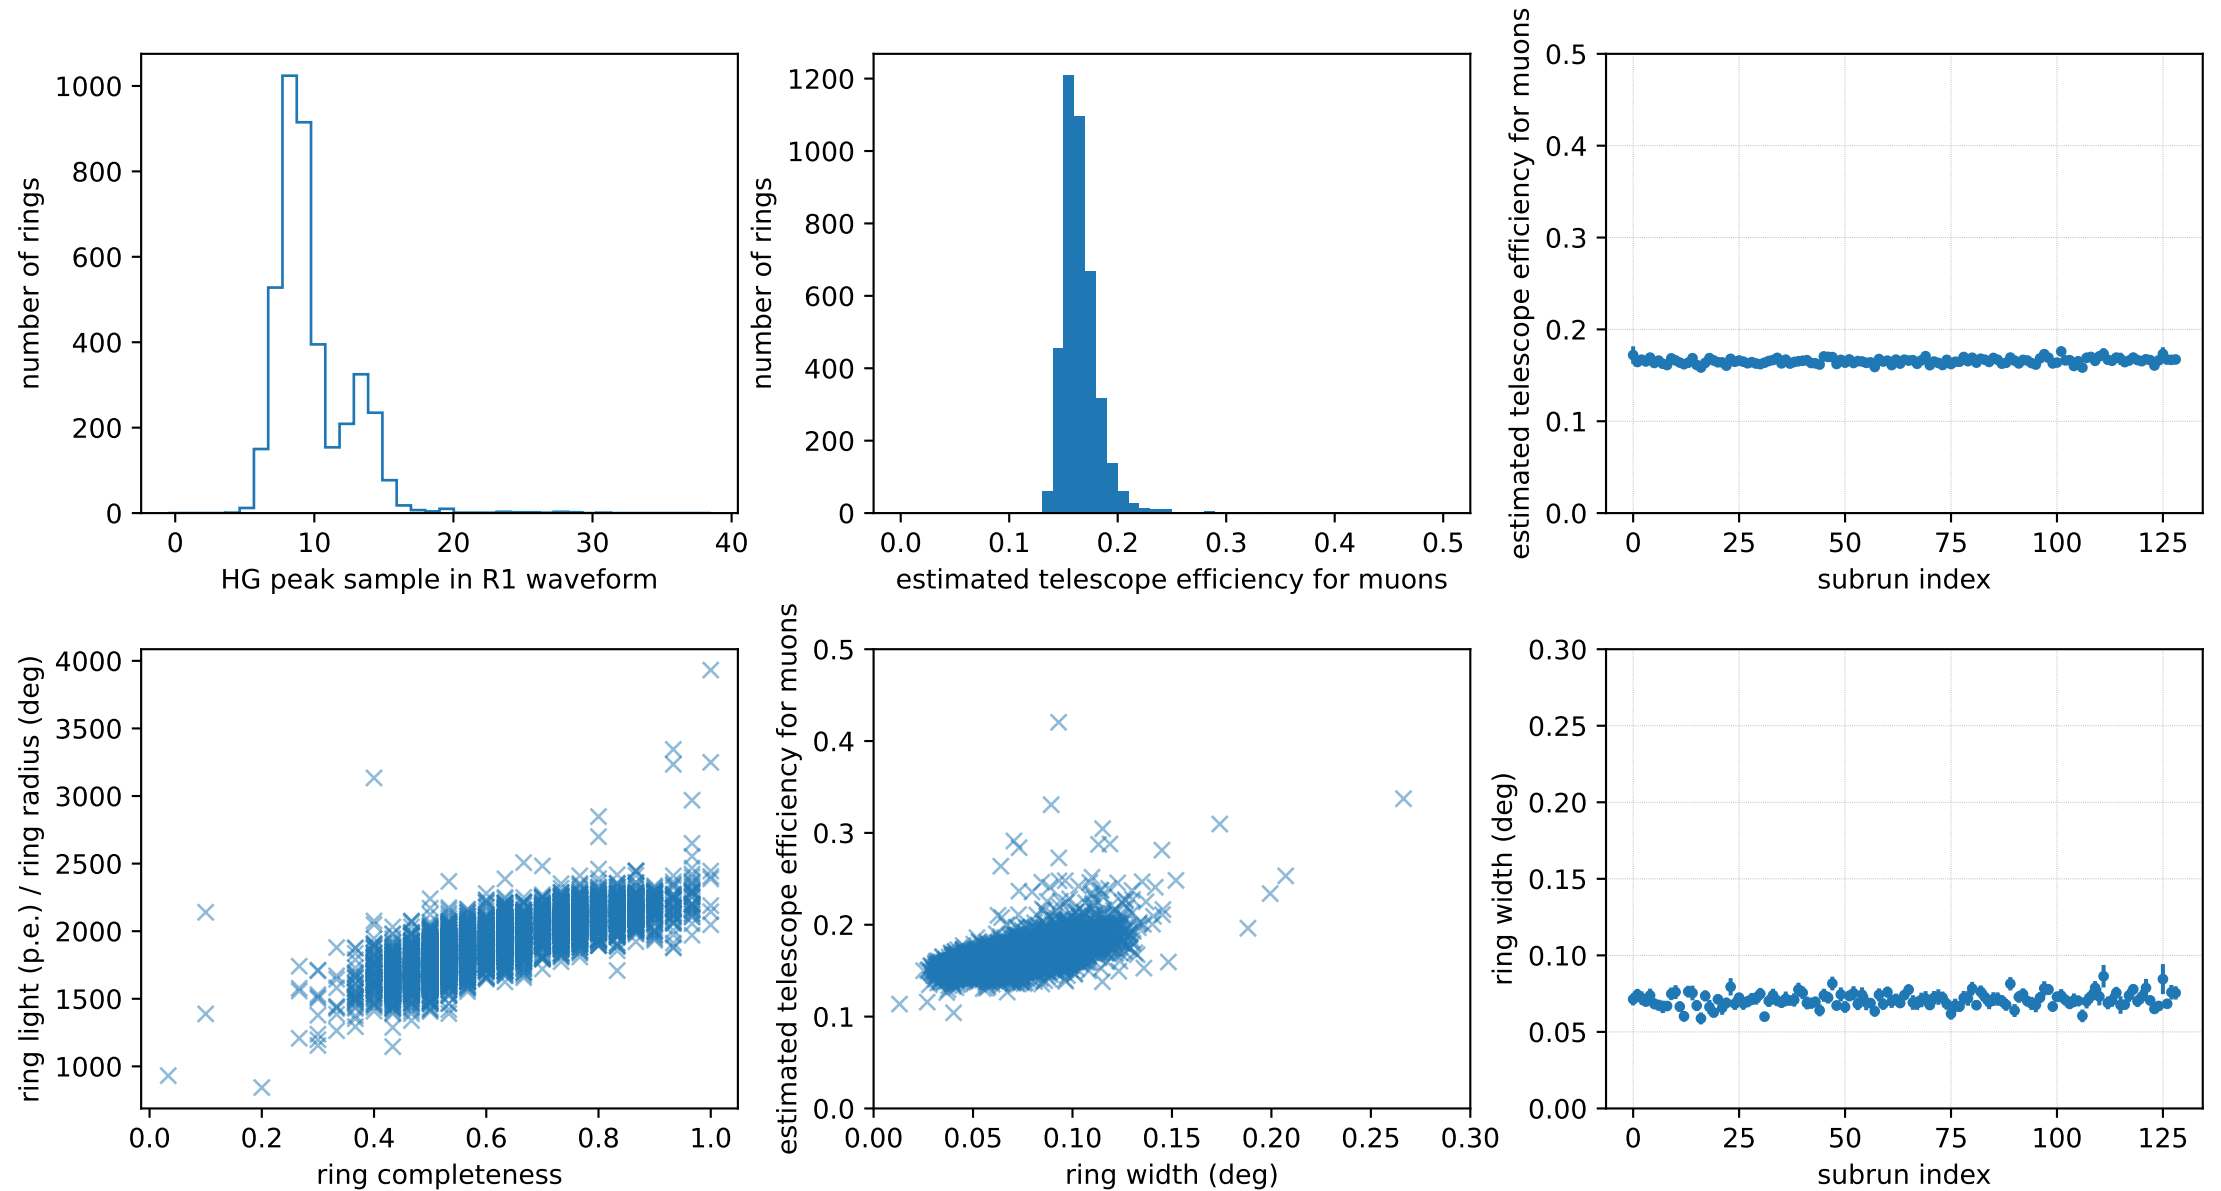 number of rings
1000
800
600
400
200
0
0 10 20 30 40
HG peak sample in R1 waveform
number of rings
1200
1000
800
600
400
200
0
0.0 0.1 0.2 0.3 0.4 0.5
estimated telescope efficiency for muons
estimated telescope efficiency for muons
0.5
0.4
0.3
0.2
0.1
0.0
0 25 50 75 100 125
subrun index
ring light (p.e.) / ring radius (deg)
4000
3500
3000
2500
2000
1500
1000
0.0 0.2 0.4 0.6 0.8 1.0
ring completeness
estimated telescope efficiency for muons
0.5
0.4
0.3
0.2
0.1
0.0
0.00 0.05 0.10 0.15 0.20 0.25 0.30
ring width (deg)
ring width (deg)
0.30
0.25
0.20
0.15
0.10
0.05
0.00
0 25 50 75 100 125
subrun index